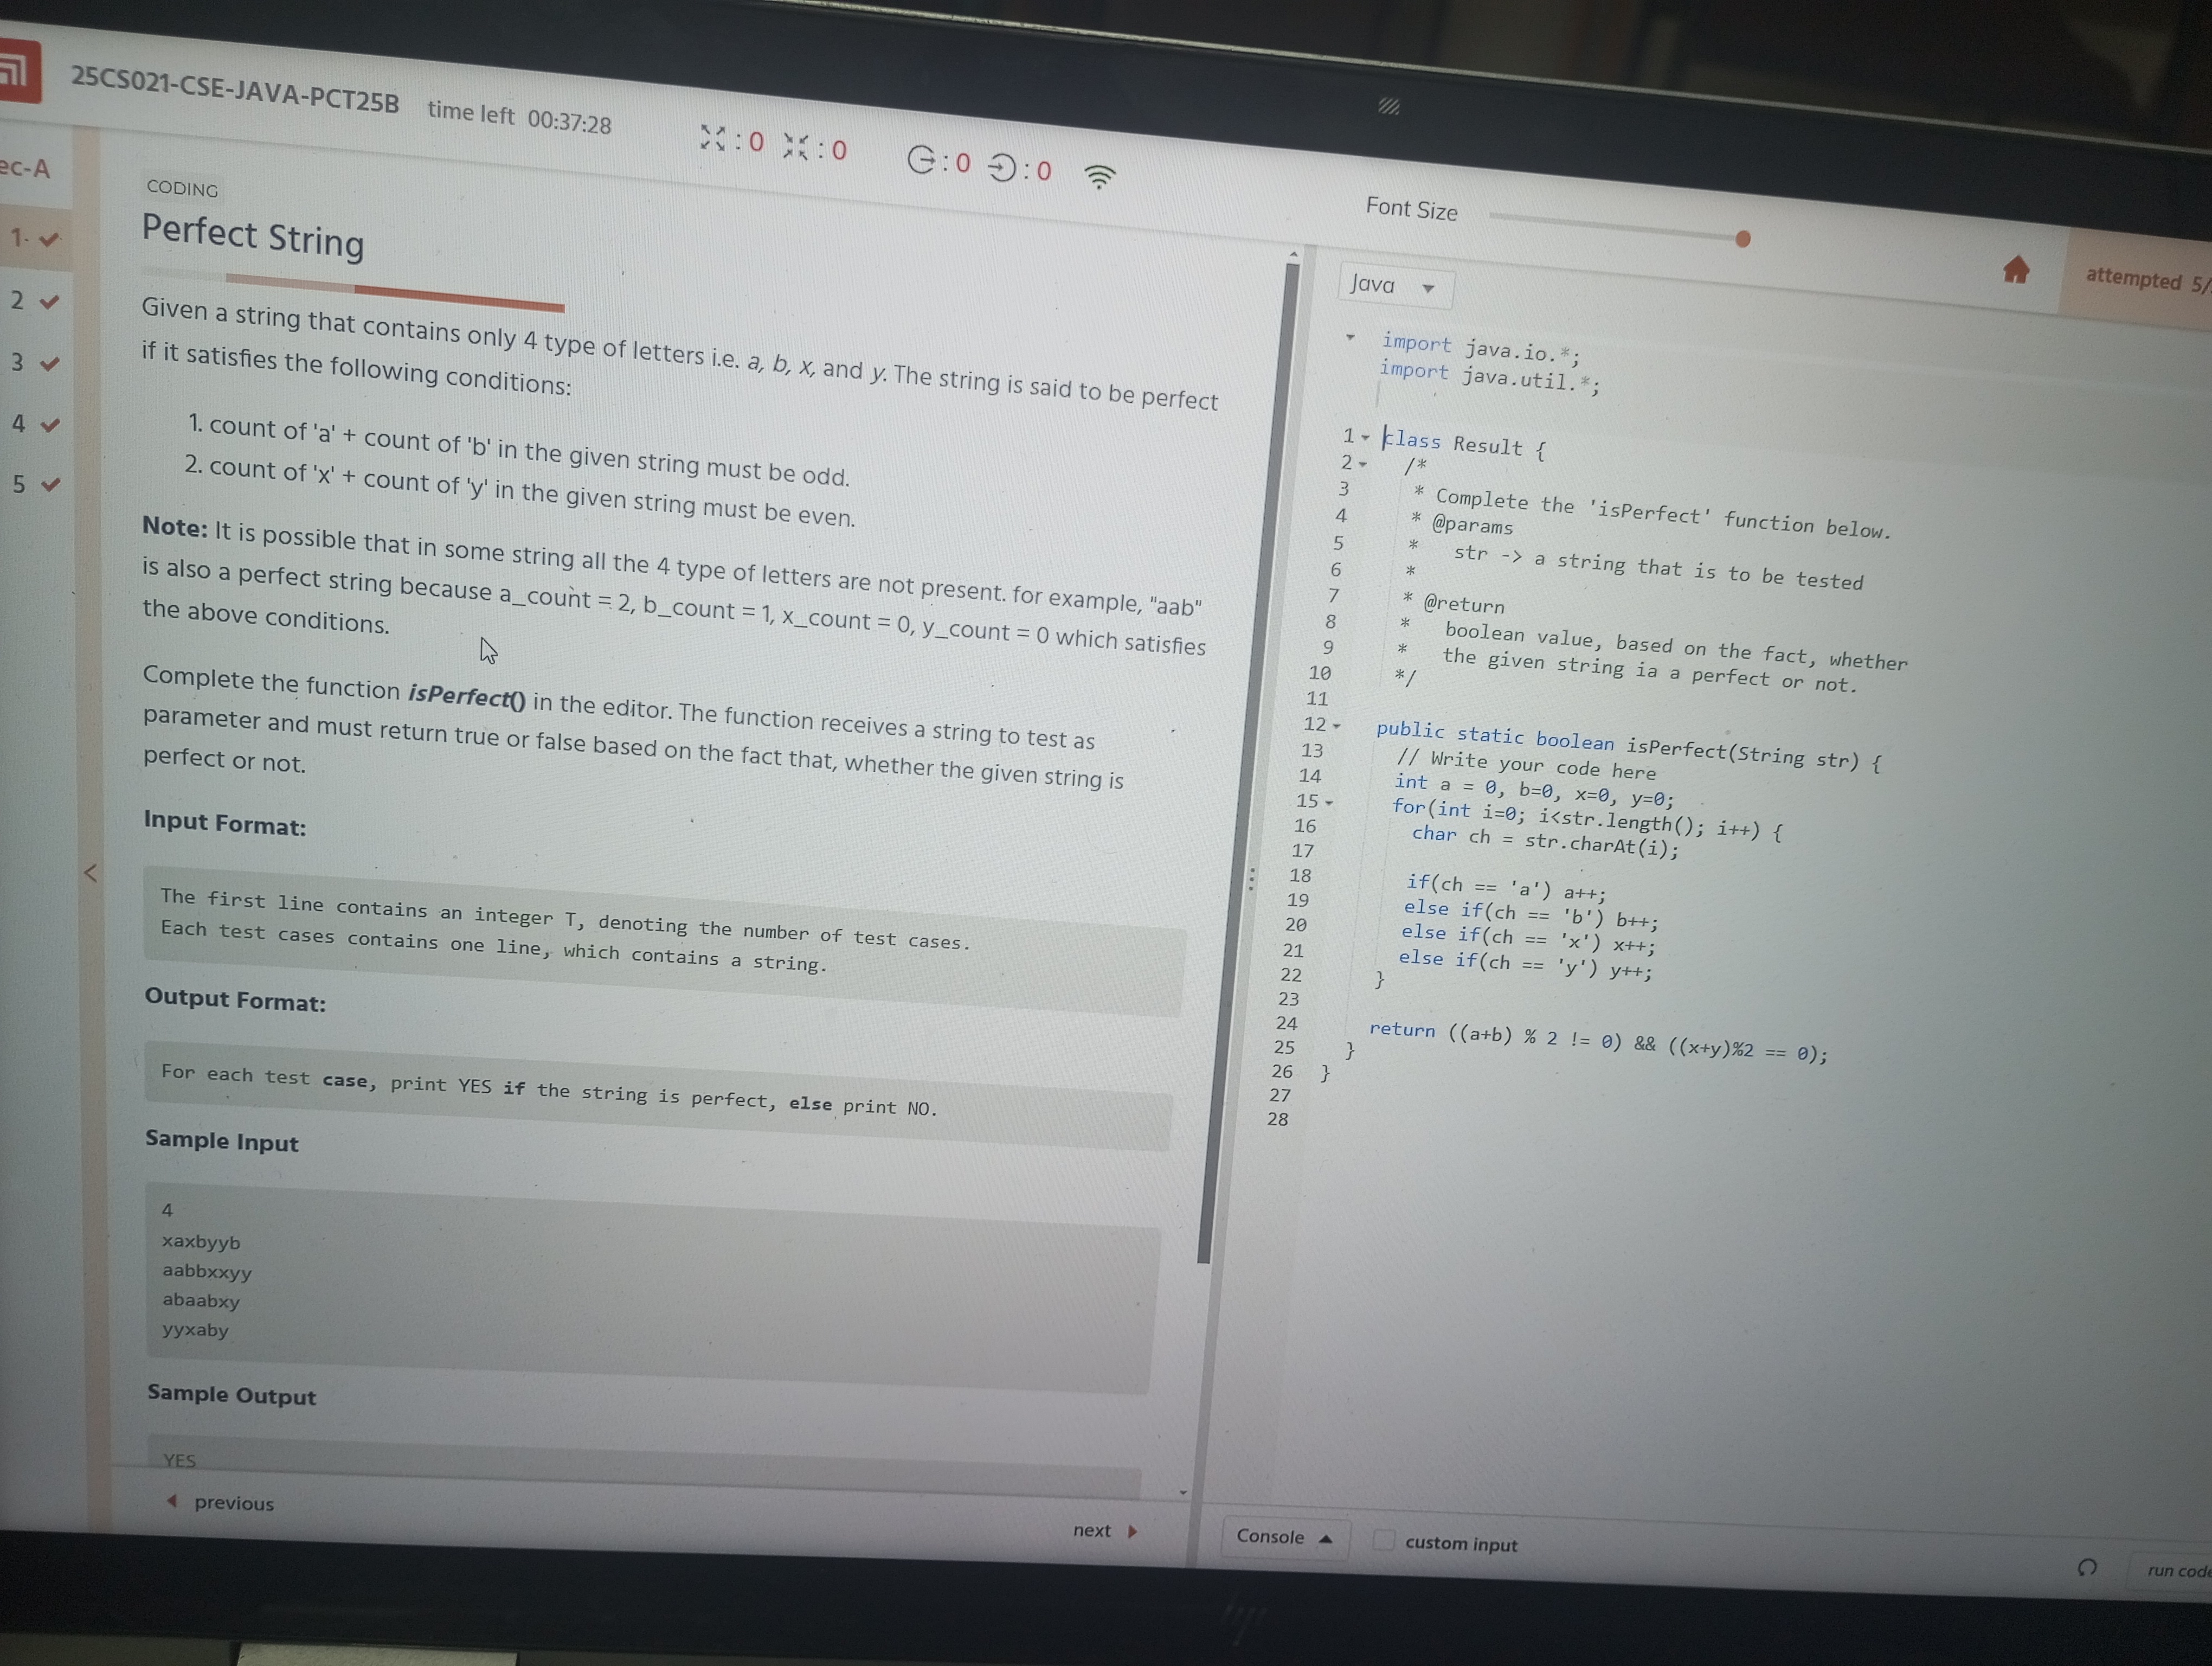 25CS021-CSE-JAVA-PCT25B time left 00:37:28 :0 :0 :0 :0
Font Size
attempted 5/
ec-A
1.
2
3
4
5
CODING
Perfect String
Given a string that contains only 4 type of letters i.e. a, b, x, and y. The string is said to be perfect
if it satisfies the following conditions:
1. count of 'a' + count of 'b' in the given string must be odd.
2. count of 'x' + count of 'y' in the given string must be even.
Note: It is possible that in some string all the 4 type of letters are not present. for example, "aab"
is also a perfect string because a_count = 2, b_count = 1, x_count = 0, y_count = 0 which satisfies
the above conditions.
Complete the function isPerfect() in the editor. The function receives a string to test as
parameter and must return true or false based on the fact that, whether the given string is
perfect or not.
Input Format:
The first line contains an integer T, denoting the number of test cases.
Each test cases contains one line, which contains a string.
Output Format:
For each test case, print YES if the string is perfect, else print NO.
Sample Input
4
xaxbyyb
aabbxxyy
abaabxy
yyxaby
Sample Output
YES
previous
next
Java
import java.io.*;
import java.util.*;
1 class Result {
2 /*
3 * Complete the 'isPerfect' function below.
4 * @params
5 * str -> a string that is to be tested
6 *
7 * @return
8 * boolean value, based on the fact, whether
9 * the given string ia a perfect or not.
10 */
11
12 public static boolean isPerfect(String str) {
13 // Write your code here
14 int a = 0, b=0, x=0, y=0;
15 for(int i=0; i<str.length(); i++) {
16 char ch = str.charAt(i);
17
18 if(ch == 'a') a++;
19 else if(ch == 'b') b++;
20 else if(ch == 'x') x++;
21 else if(ch == 'y') y++;
22 }
23
24 return ((a+b) % 2 != 0) && ((x+y)%2 == 0);
25 }
26 }
27
28
Console
custom input
run code